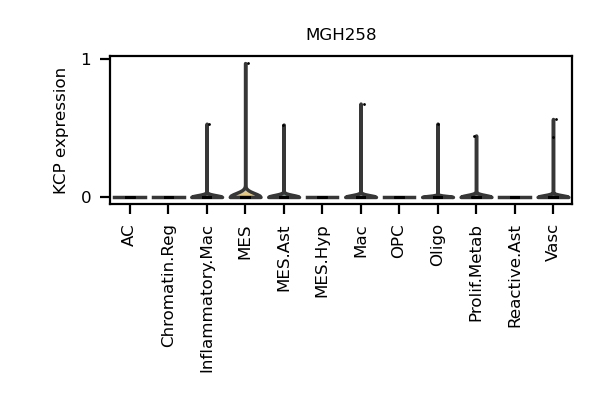 MGH258
KCP expression
1
0
AC
Chromatin.Reg
Inflammatory.Mac
MES
MES.Ast
MES.Hyp
Mac
OPC
Oligo
Prolif.Metab
Reactive.Ast
Vasc